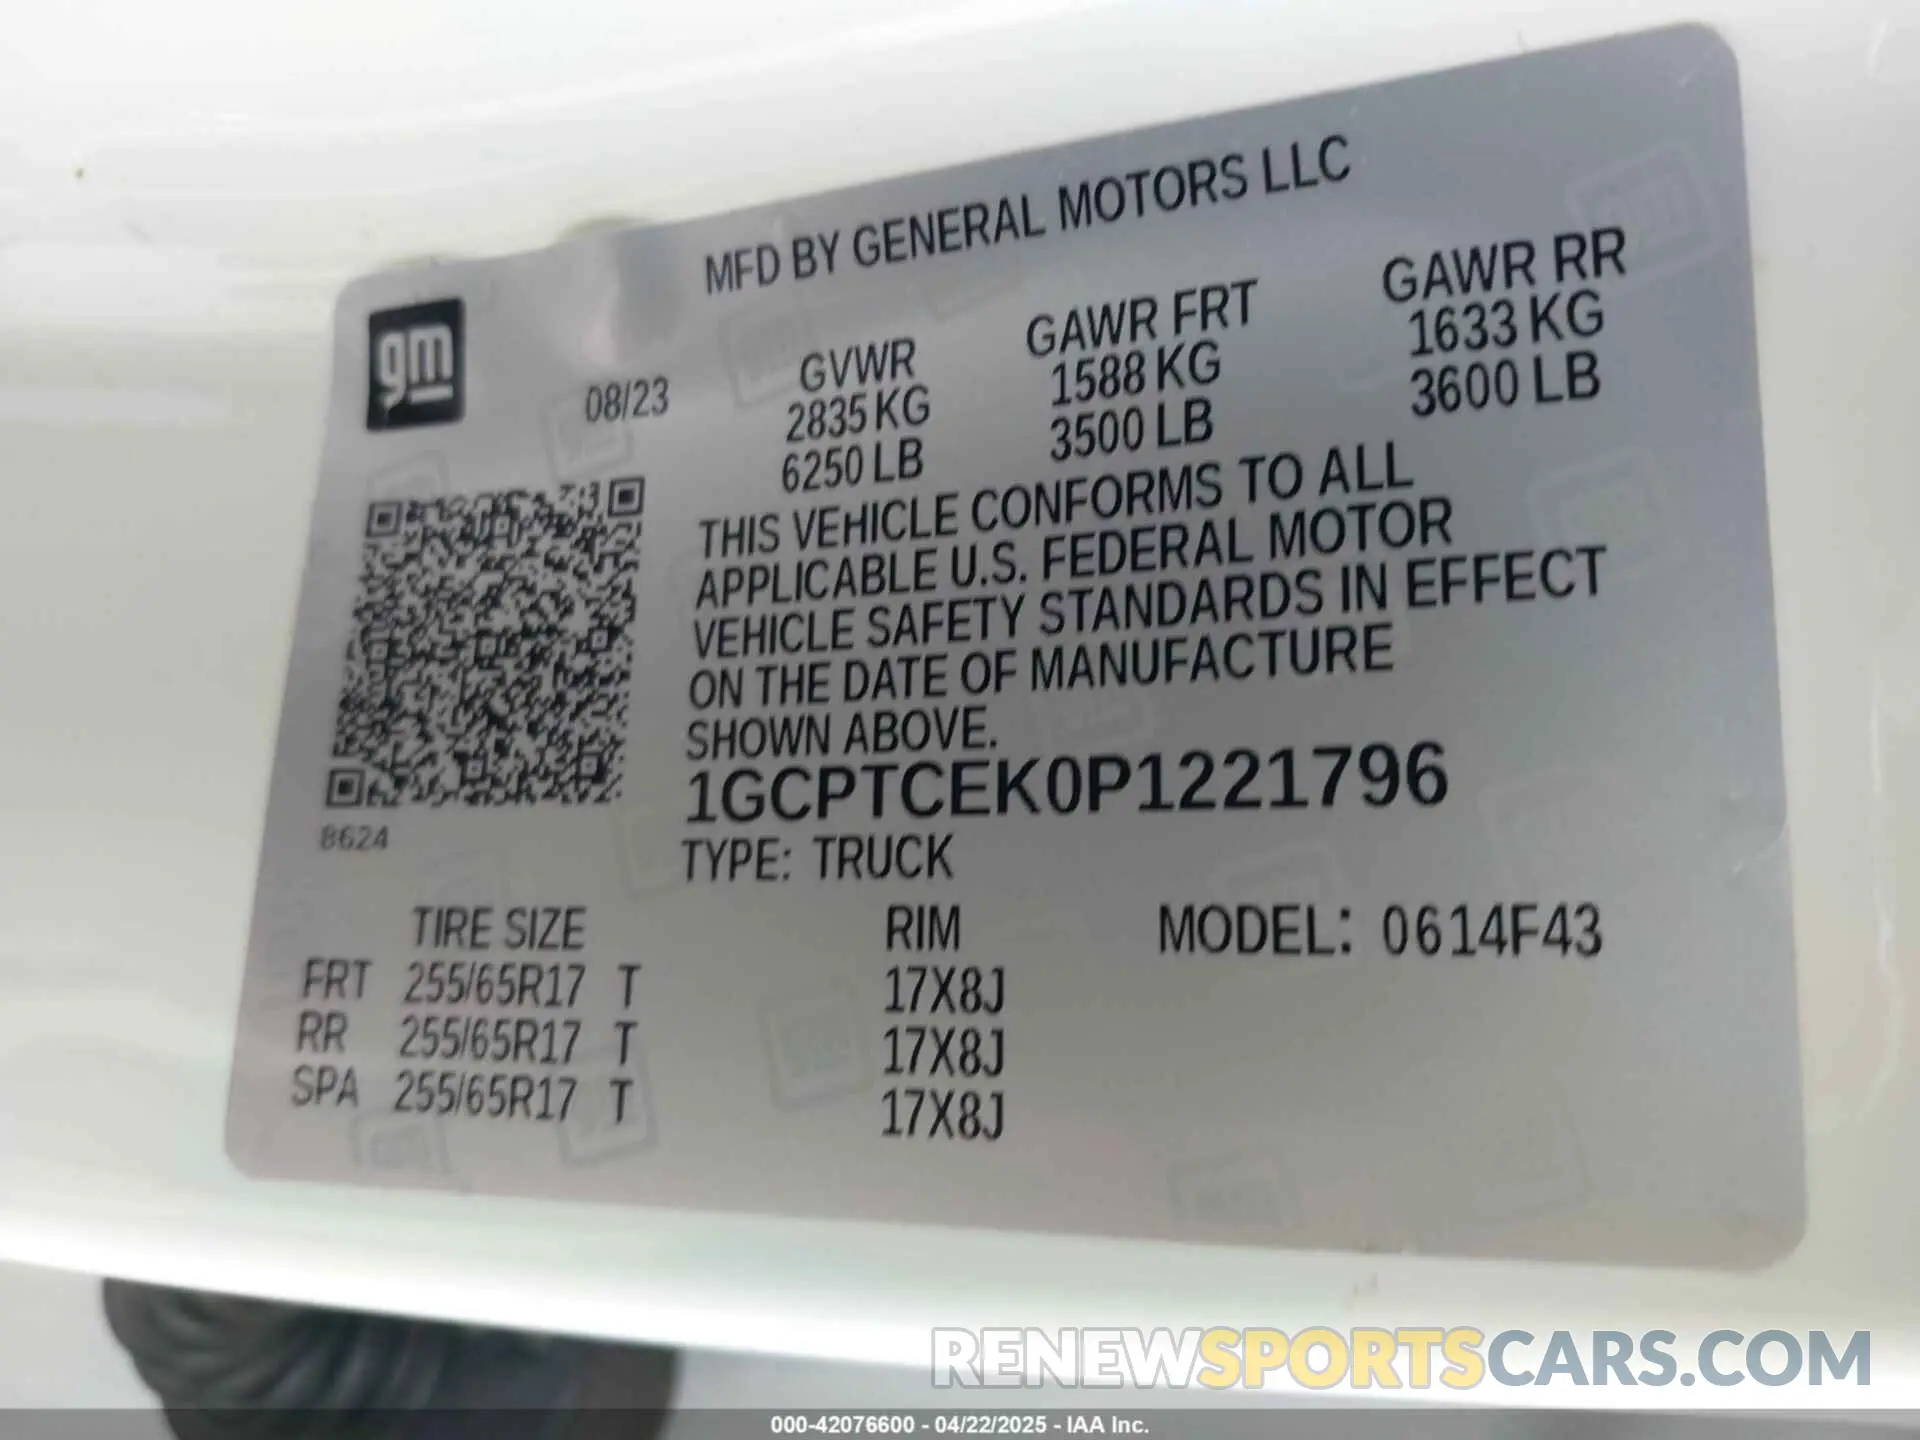 MFD BY GENERAL MOTORS LLC
gm
08/23
GVWR
2835 KG
6250 LB
GAWR FRT
1588 KG
3500 LB
GAWR RR
1633 KG
3600 LB
THIS VEHICLE CONFORMS TO ALL
APPLICABLE U.S. FEDERAL MOTOR
VEHICLE SAFETY STANDARDS IN EFFECT
ON THE DATE OF MANUFACTURE
SHOWN ABOVE.
1GCPTCEK0P1221796
8624
TYPE: TRUCK
TIRE SIZE RIM MODEL: 0614F43
FRT 255/65R17 T 17X8J
RR 255/65R17 T 17X8J
SPA 255/65R17 T 17X8J
RENEWSPORTSCARS.COM
000-42076600 - 04/22/2025 - IAA Inc.